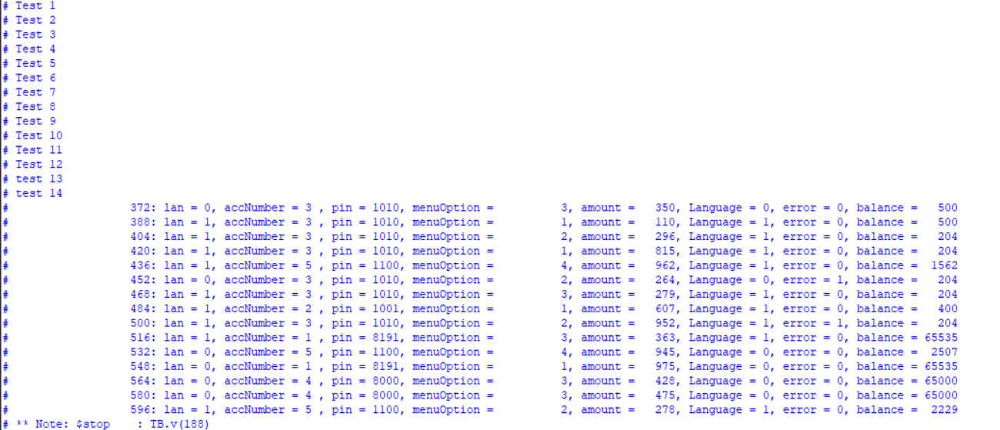 # Test 1
# Test 2
# Test 3
# Test 4
# Test 5
# Test 6
# Test 7
# Test 8
# Test 9
# Test 10
# Test 11
# Test 12
# test 13
# test 14
# 372: lan = 0, accNumber = 3 , pin = 1010, menuOption = 3, amount = 350, Language = 0, error = 0, balance = 500
# 388: lan = 1, accNumber = 3 , pin = 1010, menuOption = 1, amount = 110, Language = 1, error = 0, balance = 500
# 404: lan = 1, accNumber = 3 , pin = 1010, menuOption = 2, amount = 296, Language = 1, error = 0, balance = 204
# 420: lan = 1, accNumber = 3 , pin = 1010, menuOption = 1, amount = 815, Language = 1, error = 0, balance = 204
# 436: lan = 1, accNumber = 5 , pin = 1100, menuOption = 4, amount = 962, Language = 1, error = 0, balance = 1562
# 452: lan = 0, accNumber = 3 , pin = 1010, menuOption = 2, amount = 264, Language = 0, error = 1, balance = 204
# 468: lan = 1, accNumber = 3 , pin = 1010, menuOption = 3, amount = 279, Language = 1, error = 0, balance = 204
# 484: lan = 1, accNumber = 2 , pin = 1001, menuOption = 1, amount = 607, Language = 1, error = 0, balance = 400
# 500: lan = 1, accNumber = 3 , pin = 1010, menuOption = 2, amount = 952, Language = 1, error = 1, balance = 204
# 516: lan = 1, accNumber = 1 , pin = 8191, menuOption = 3, amount = 363, Language = 1, error = 0, balance = 65535
# 532: lan = 0, accNumber = 5 , pin = 1100, menuOption = 4, amount = 945, Language = 0, error = 0, balance = 2507
# 548: lan = 0, accNumber = 1 , pin = 8191, menuOption = 1, amount = 975, Language = 0, error = 0, balance = 65535
# 564: lan = 0, accNumber = 4 , pin = 8000, menuOption = 3, amount = 428, Language = 0, error = 0, balance = 65000
# 580: lan = 0, accNumber = 4 , pin = 8000, menuOption = 3, amount = 475, Language = 0, error = 0, balance = 65000
# 596: lan = 1, accNumber = 5 , pin = 1100, menuOption = 2, amount = 278, Language = 1, error = 0, balance = 2229
# ** Note: $stop : TB.v(188)